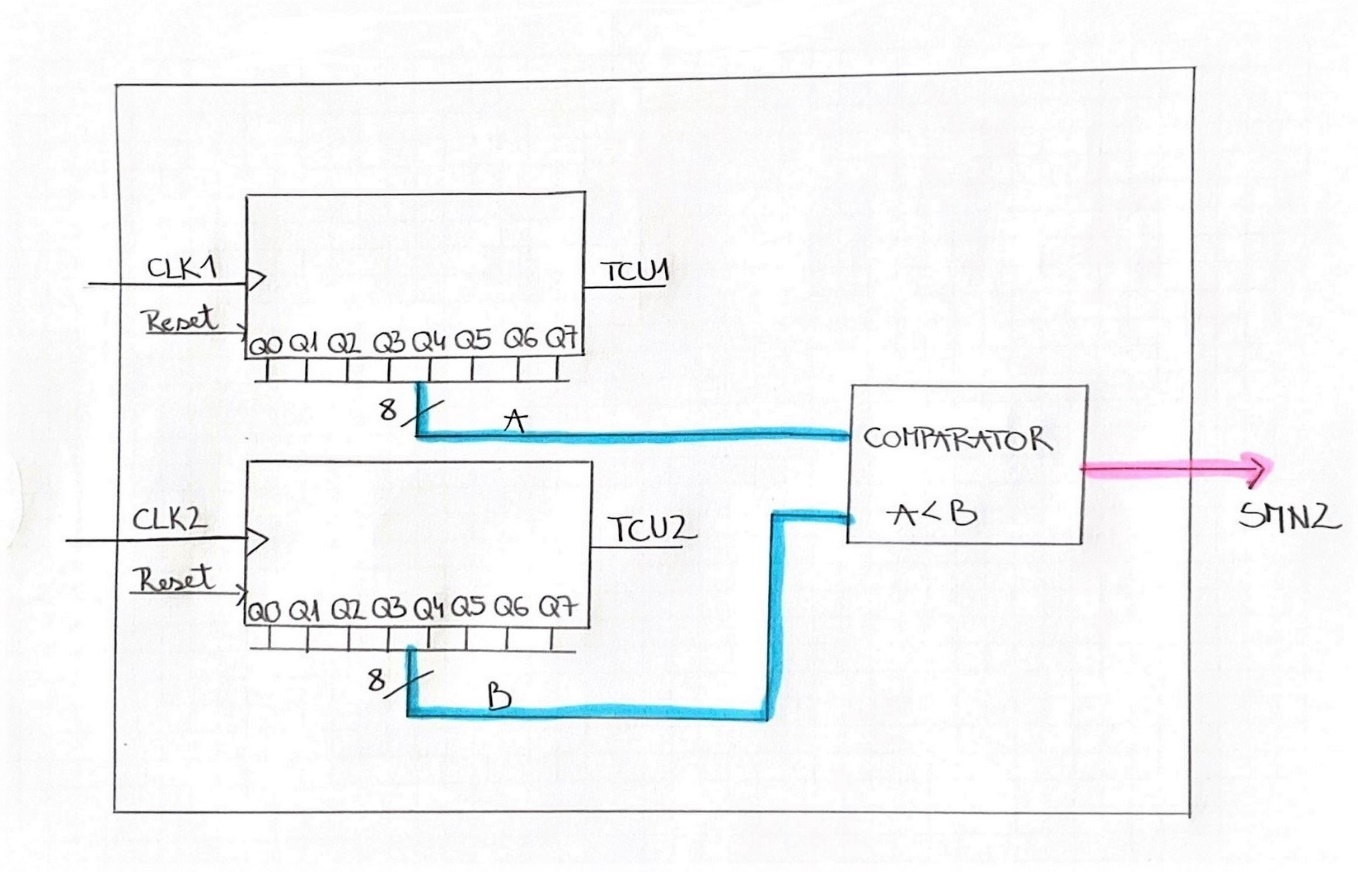 CLK1
TCU1
Reset
Q0 Q1 Q2 Q3 Q4 Q5 Q6 Q7
8
A
COMPARATOR
A<B
CLK2
TCU2
Reset
Q0 Q1 Q2 Q3 Q4 Q5 Q6 Q7
8
B